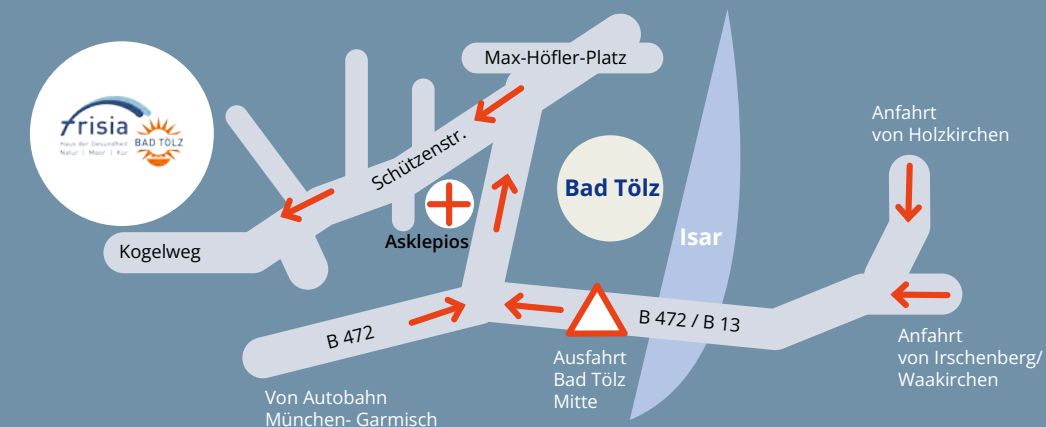 Max-Höfler-Platz
Frisia
Haus der Gesundheit
Natur | Moor | Kur
BAD TÖLZ
Anfahrt
von Holzkirchen
Schützenstr.
Bad Tölz
Isar
Asklepios
Kogelweg
B 472
B 472 / B 13
Ausfahrt
Bad Tölz
Mitte
Anfahrt
von Irschenberg/
Waakirchen
Von Autobahn
München- Garmisch